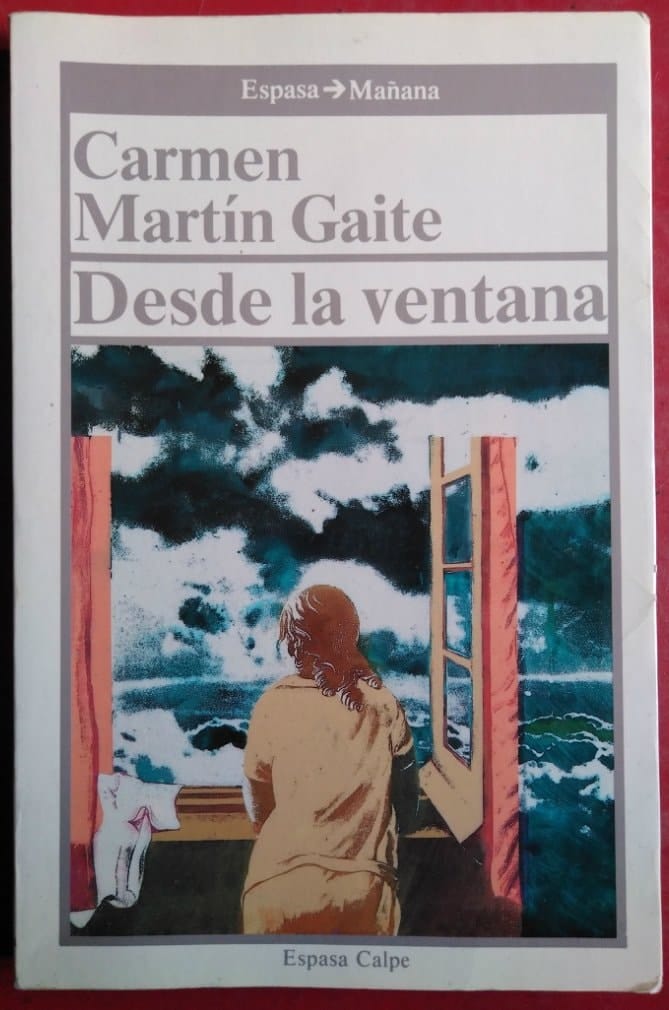 Espasa→Mañana
Carmen
Martín Gaite
Desde la ventana
Espasa Calpe